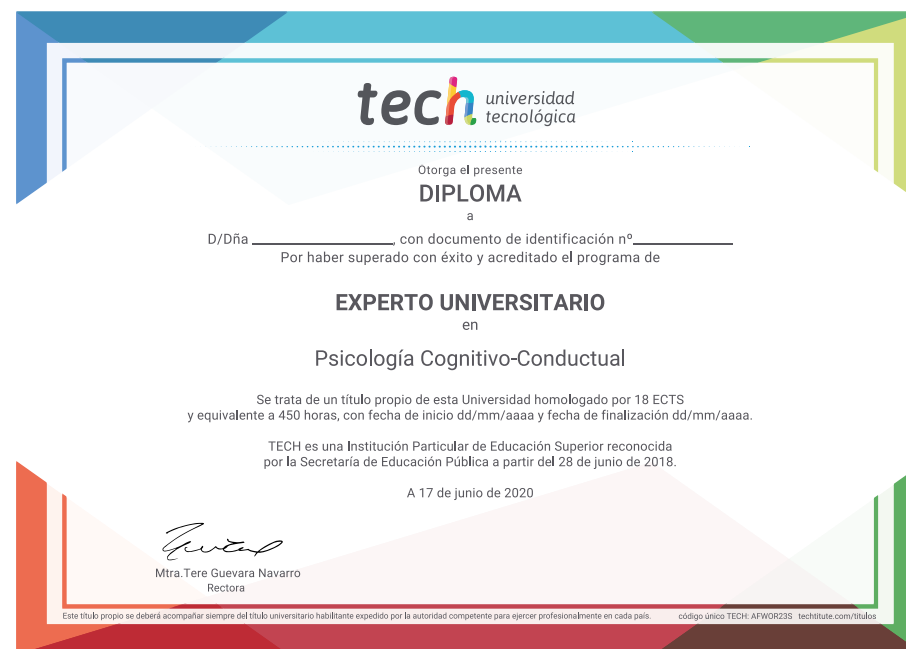 tech universidad
tecnológica
Otorga el presente
DIPLOMA
a
D/Dña ____________, con documento de identificación nº____________
Por haber superado con éxito y acreditado el programa de
EXPERTO UNIVERSITARIO
en
Psicología Cognitivo-Conductual
Se trata de un título propio de esta Universidad homologado por 18 ECTS
y equivalente a 450 horas, con fecha de inicio dd/mm/aaaa y fecha de finalización dd/mm/aaaa.
TECH es una Institución Particular de Educación Superior reconocida
por la Secretaría de Educación Pública a partir del 28 de junio de 2018.
A 17 de junio de 2020
Mtra.Tere Guevara Navarro
Rectora
Este título propio se deberá acompañar siempre del título universitario habilitante expedido por la autoridad competente para ejercer profesionalmente en cada país. código único TECH: AFWOR23S techtitute.com/titulos